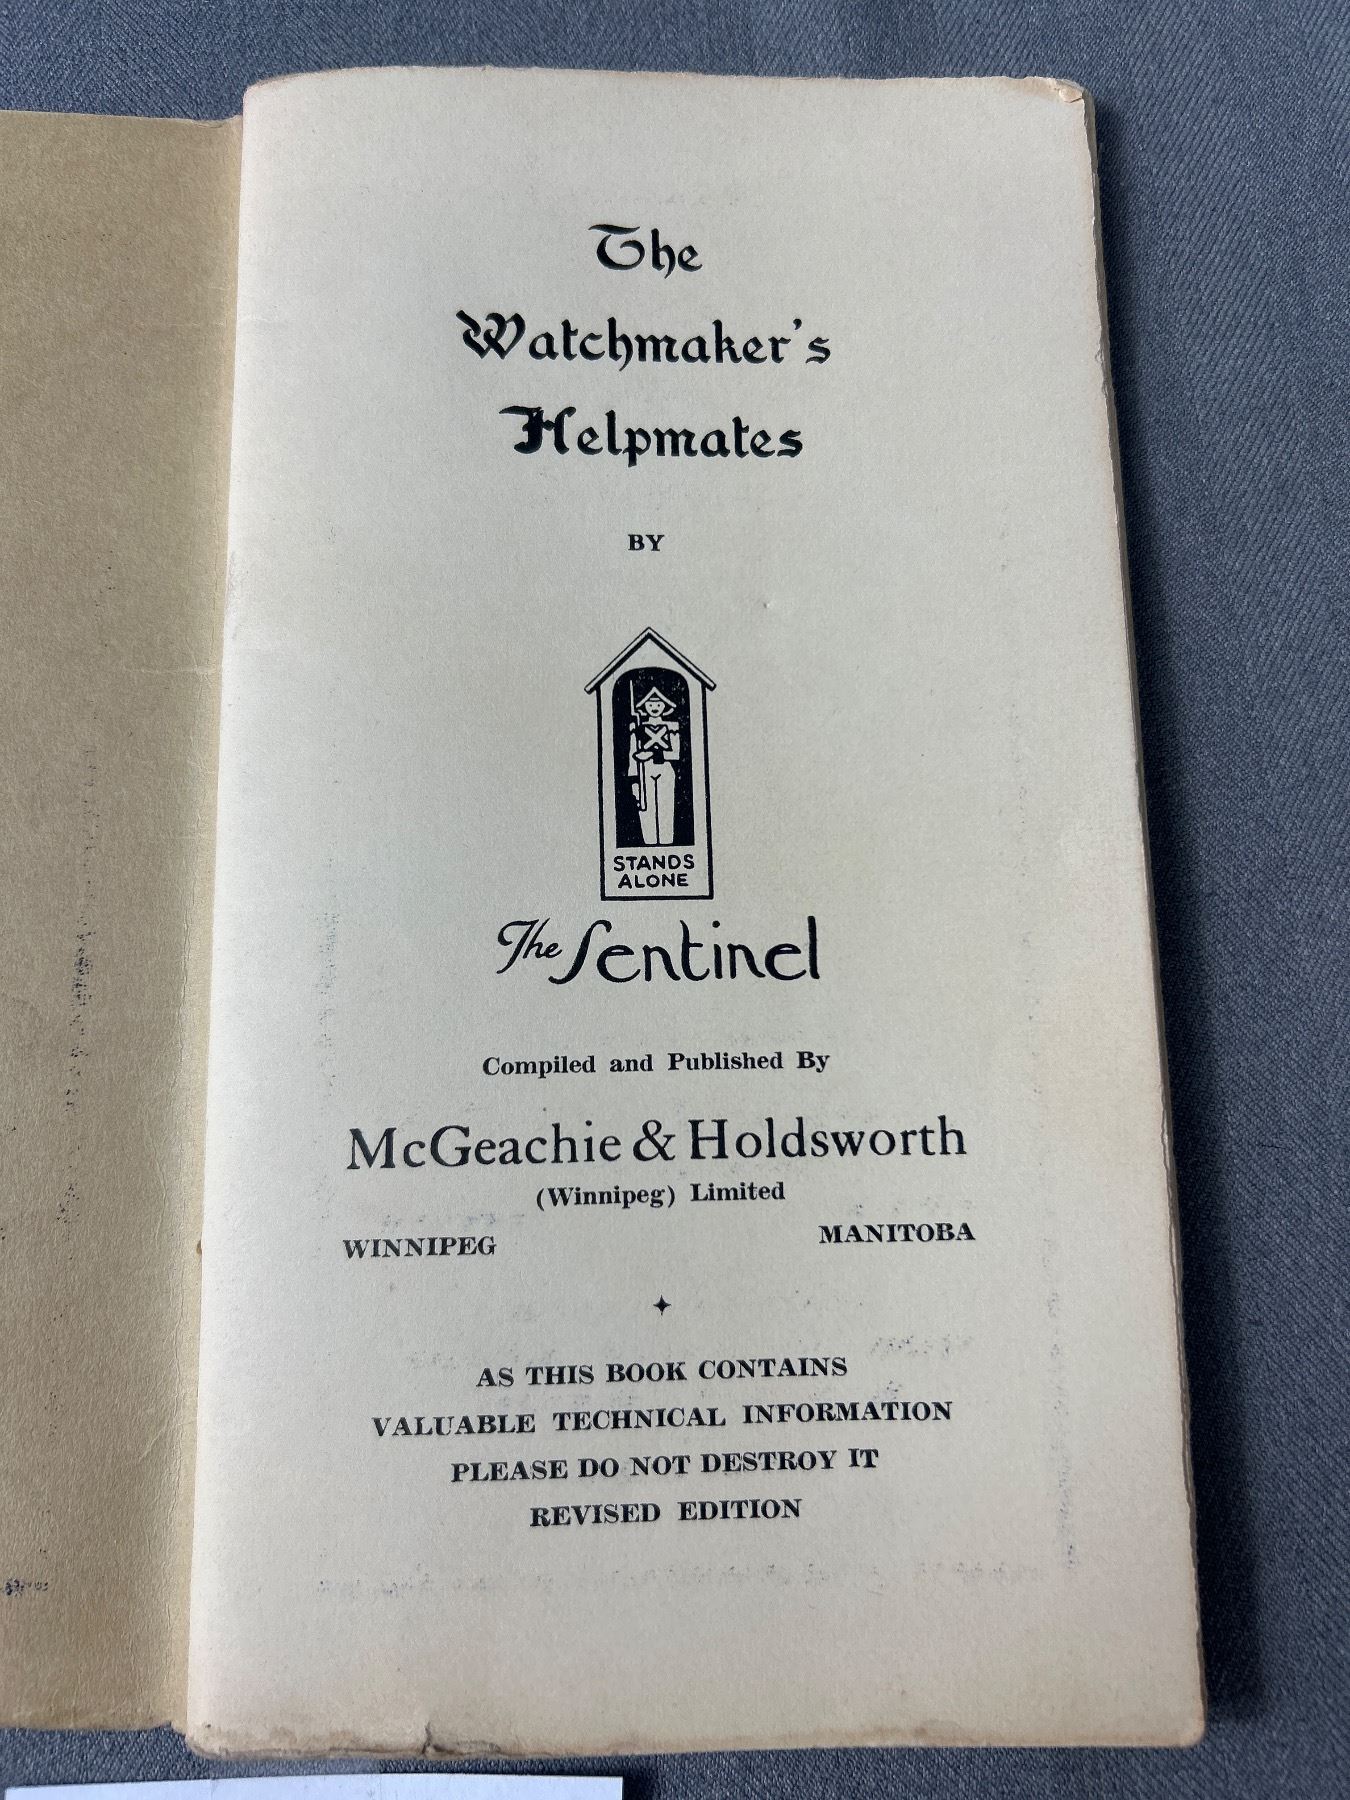 The
Watchmaker's
Helpmates
BY
STANDS
ALONE
The Sentinel
Compiled and Published By
McGeachie & Holdsworth
(Winnipeg) Limited
WINNIPEG MANITOBA
AS THIS BOOK CONTAINS
VALUABLE TECHNICAL INFORMATION
PLEASE DO NOT DESTROY IT
REVISED EDITION